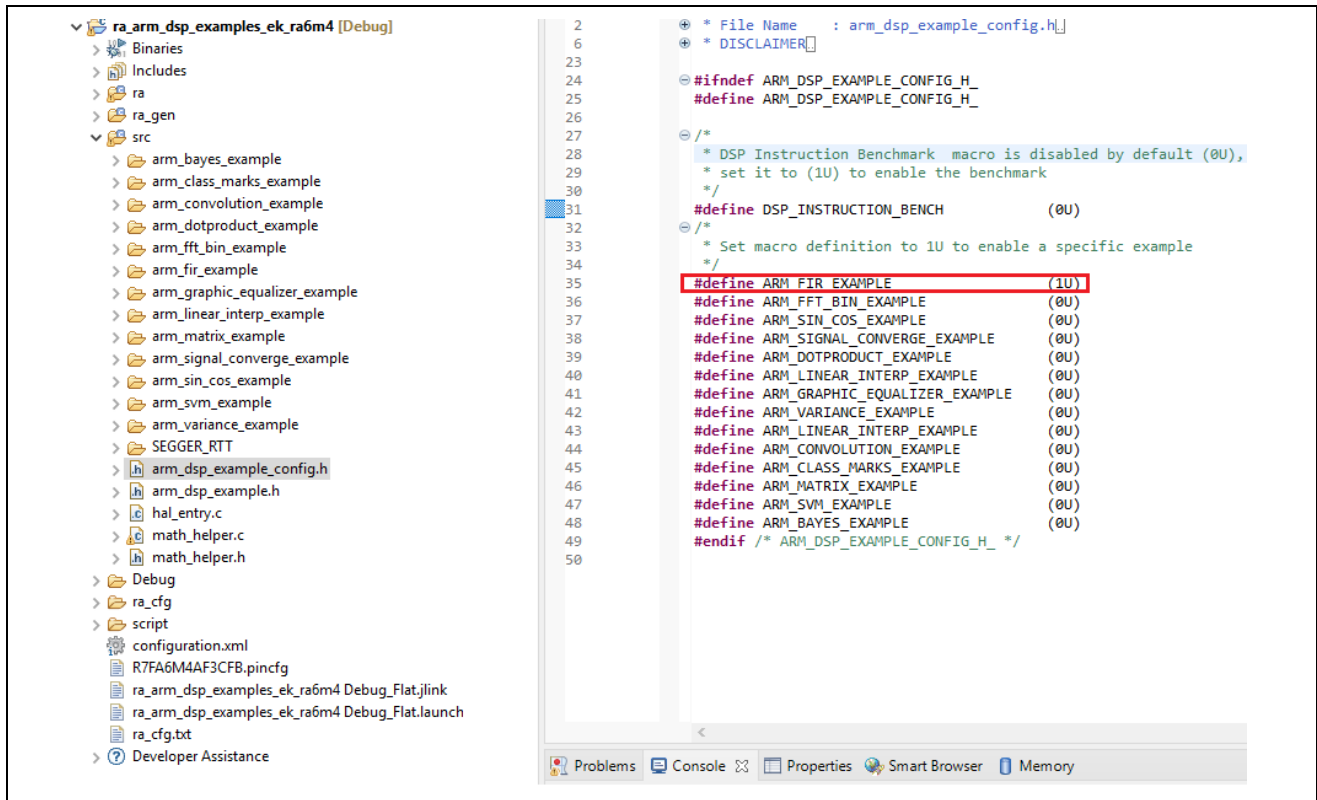 ra_arm_dsp_examples_ek_ra6m4 [Debug]
Binaries
Includes
ra
ra_gen
src
arm_bayes_example
arm_class_marks_example
arm_convolution_example
arm_dotproduct_example
arm_fft_bin_example
arm_fir_example
arm_graphic_equalizer_example
arm_linear_interp_example
arm_matrix_example
arm_signal_converge_example
arm_sin_cos_example
arm_svm_example
arm_variance_example
SEGGER_RTT
arm_dsp_example_config.h
arm_dsp_example.h
hal_entry.c
math_helper.c
math_helper.h
Debug
ra_cfg
script
configuration.xml
R7FA6M4AF3CFB.pincfg
ra_arm_dsp_examples_ek_ra6m4 Debug_Flat.jlink
ra_arm_dsp_examples_ek_ra6m4 Debug_Flat.launch
ra_cfg.txt
Developer Assistance
2 * File Name : arm_dsp_example_config.h
6 * DISCLAIMER
23
24 #ifndef ARM_DSP_EXAMPLE_CONFIG_H_
25 #define ARM_DSP_EXAMPLE_CONFIG_H_
26
27 /*
28 * DSP Instruction Benchmark macro is disabled by default (0U),
29 * set it to (1U) to enable the benchmark
30 */
31 #define DSP_INSTRUCTION_BENCH (0U)
32 /*
33 * Set macro definition to 1U to enable a specific example
34 */
35 #define ARM_FIR_EXAMPLE (1U)
36 #define ARM_FFT_BIN_EXAMPLE (0U)
37 #define ARM_SIN_COS_EXAMPLE (0U)
38 #define ARM_SIGNAL_CONVERGE_EXAMPLE (0U)
39 #define ARM_DOTPRODUCT_EXAMPLE (0U)
40 #define ARM_LINEAR_INTERP_EXAMPLE (0U)
41 #define ARM_GRAPHIC_EQUALIZER_EXAMPLE (0U)
42 #define ARM_VARIANCE_EXAMPLE (0U)
43 #define ARM_LINEAR_INTERP_EXAMPLE (0U)
44 #define ARM_CONVOLUTION_EXAMPLE (0U)
45 #define ARM_CLASS_MARKS_EXAMPLE (0U)
46 #define ARM_MATRIX_EXAMPLE (0U)
47 #define ARM_SVM_EXAMPLE (0U)
48 #define ARM_BAYES_EXAMPLE (0U)
49 #endif /* ARM_DSP_EXAMPLE_CONFIG_H_ */
50
Problems Console Properties Smart Browser Memory